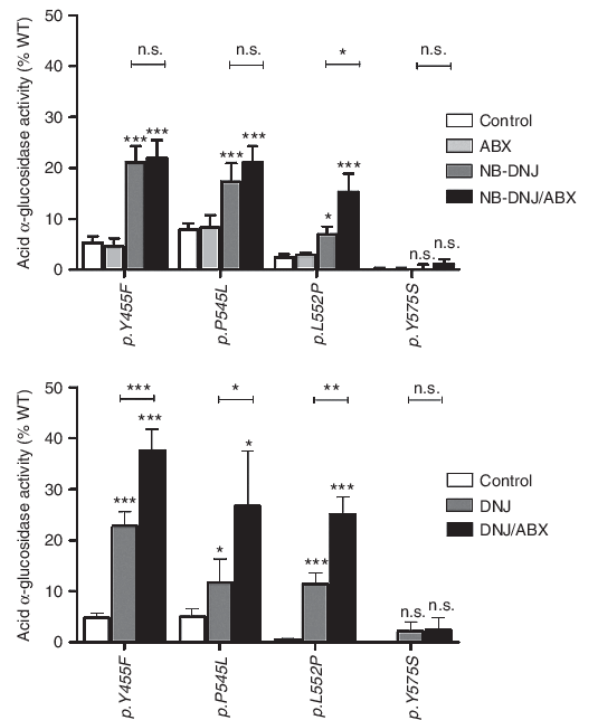 Acid α-glucosidase activity (% WT)
50
40
30
20
10
0
n.s.
n.s.
*
n.s.
*** ***
*** ***
* ***
n.s. n.s.
Control
ABX
NB-DNJ
NB-DNJ/ABX
p.Y455F
p.P545L
p.L552P
p.Y575S
Acid α-glucosidase activity (% WT)
50
40
30
20
10
0
***
*
**
n.s.
*** ***
* *
*** ***
n.s. n.s.
Control
DNJ
DNJ/ABX
p.Y455F
p.P545L
p.L552P
p.Y575S